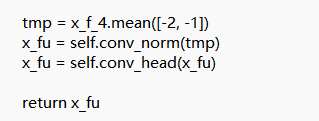 tmp = x_f_4.mean([-2, -1])
x_fu = self.conv_norm(tmp)
x_fu = self.conv_head(x_fu)
return x_fu